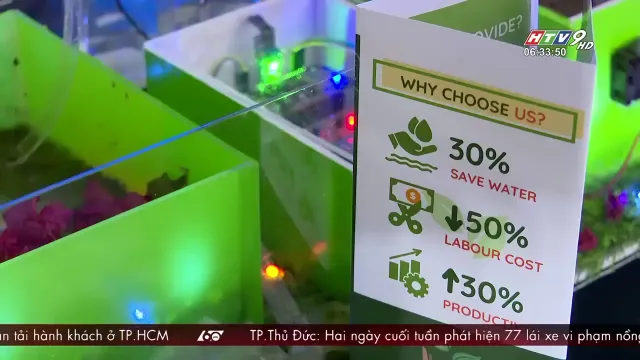 OVIDE?
HTV9 HD
06:33:50
WHY CHOOSE US?
30%
SAVE WATER
50%
LABOUR COST
30%
PRODUCTI
tải hành khách ở TP.HCM
60
TP.Thủ Đức: Hai ngày cuối tuần phát hiện 77 lái xe vi phạm nồng